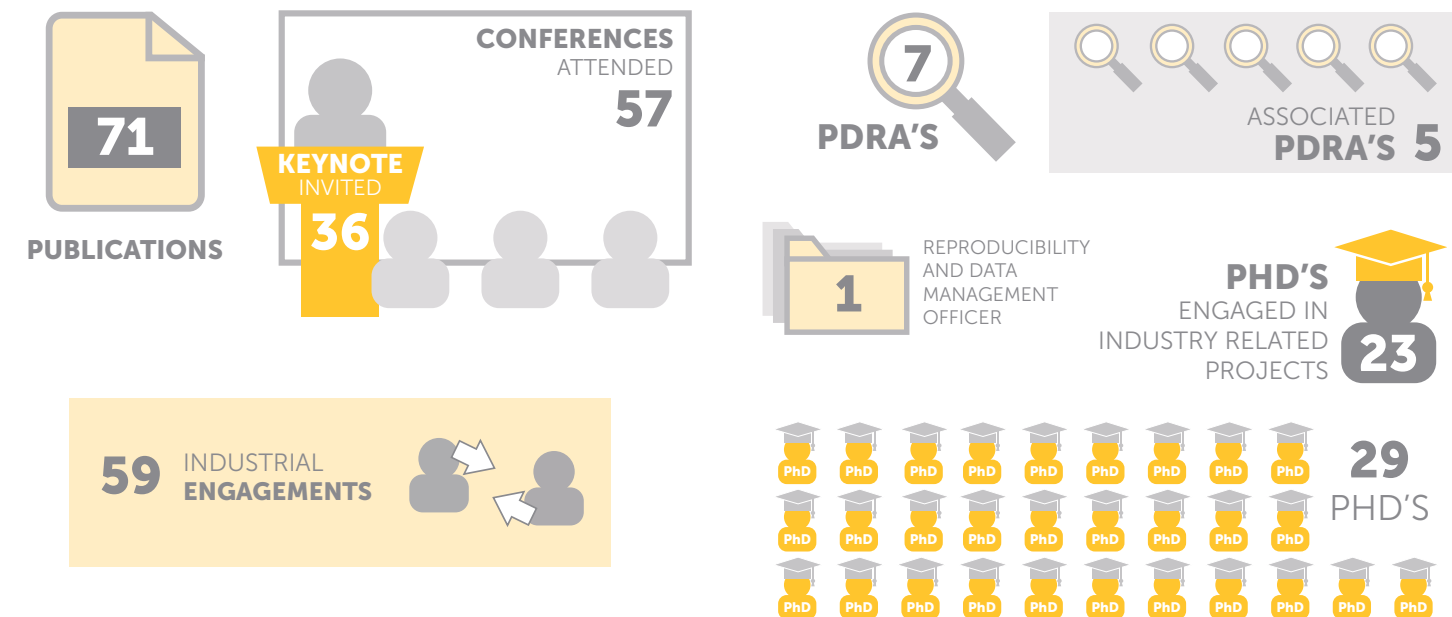 71
PUBLICATIONS
CONFERENCES
ATTENDED
57
KEYNOTE
INVITED
36
59
INDUSTRIAL
ENGAGEMENTS
7
PDRA'S
ASSOCIATED
PDRA'S 5
1
REPRODUCIBILITY
AND DATA
MANAGEMENT
OFFICER
PHD'S
ENGAGED IN
INDUSTRY RELATED
PROJECTS
23
PhD PhD PhD PhD PhD PhD PhD PhD PhD
PhD PhD PhD PhD PhD PhD PhD PhD PhD
PhD PhD PhD PhD PhD PhD PhD PhD PhD PhD PhD
29
PHD'S